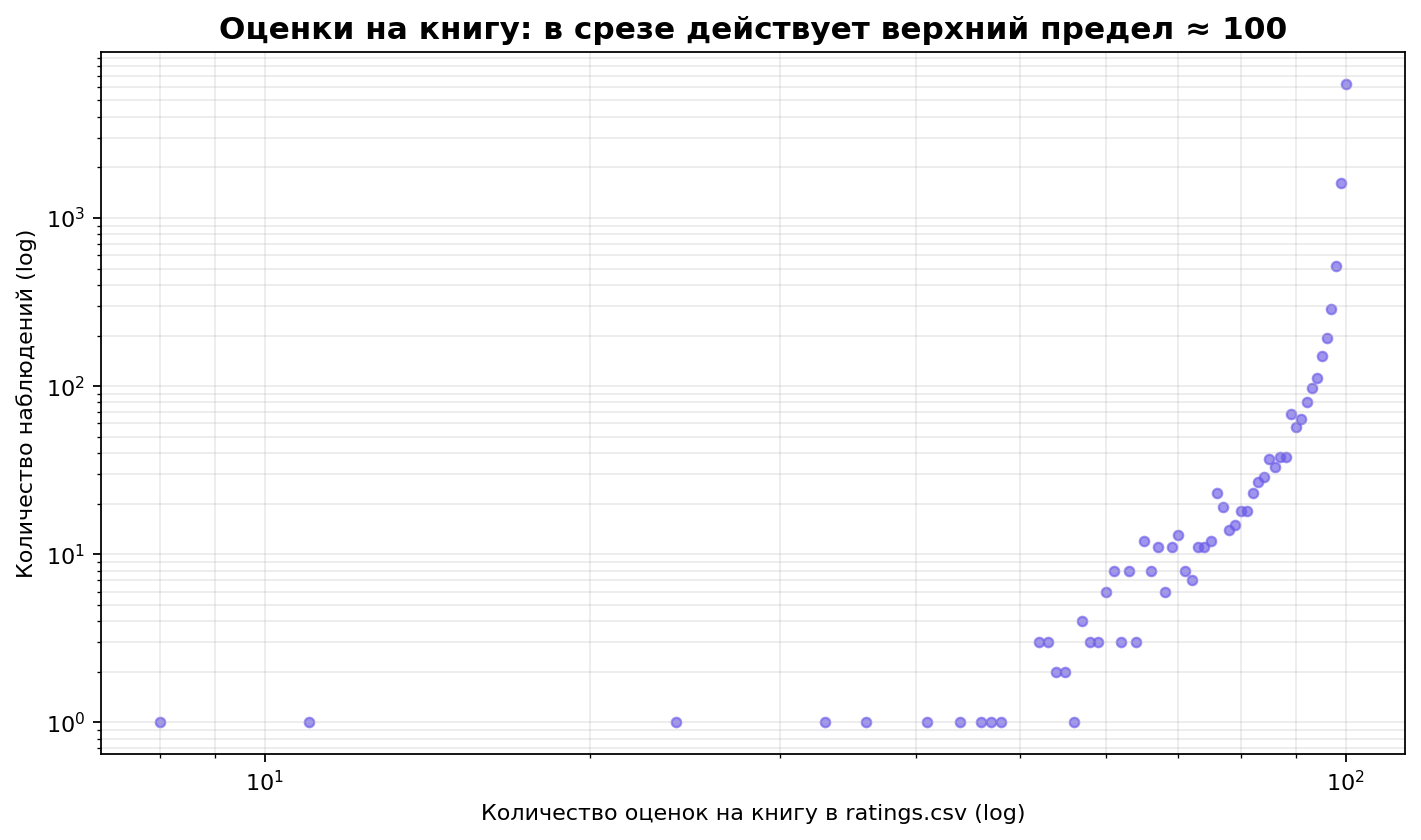 Оценки на книгу: в срезе действует верхний предел ≈ 100
Количество наблюдений (log)
10³
10²
10¹
10⁰
10¹
10²
Количество оценок на книгу в ratings.csv (log)